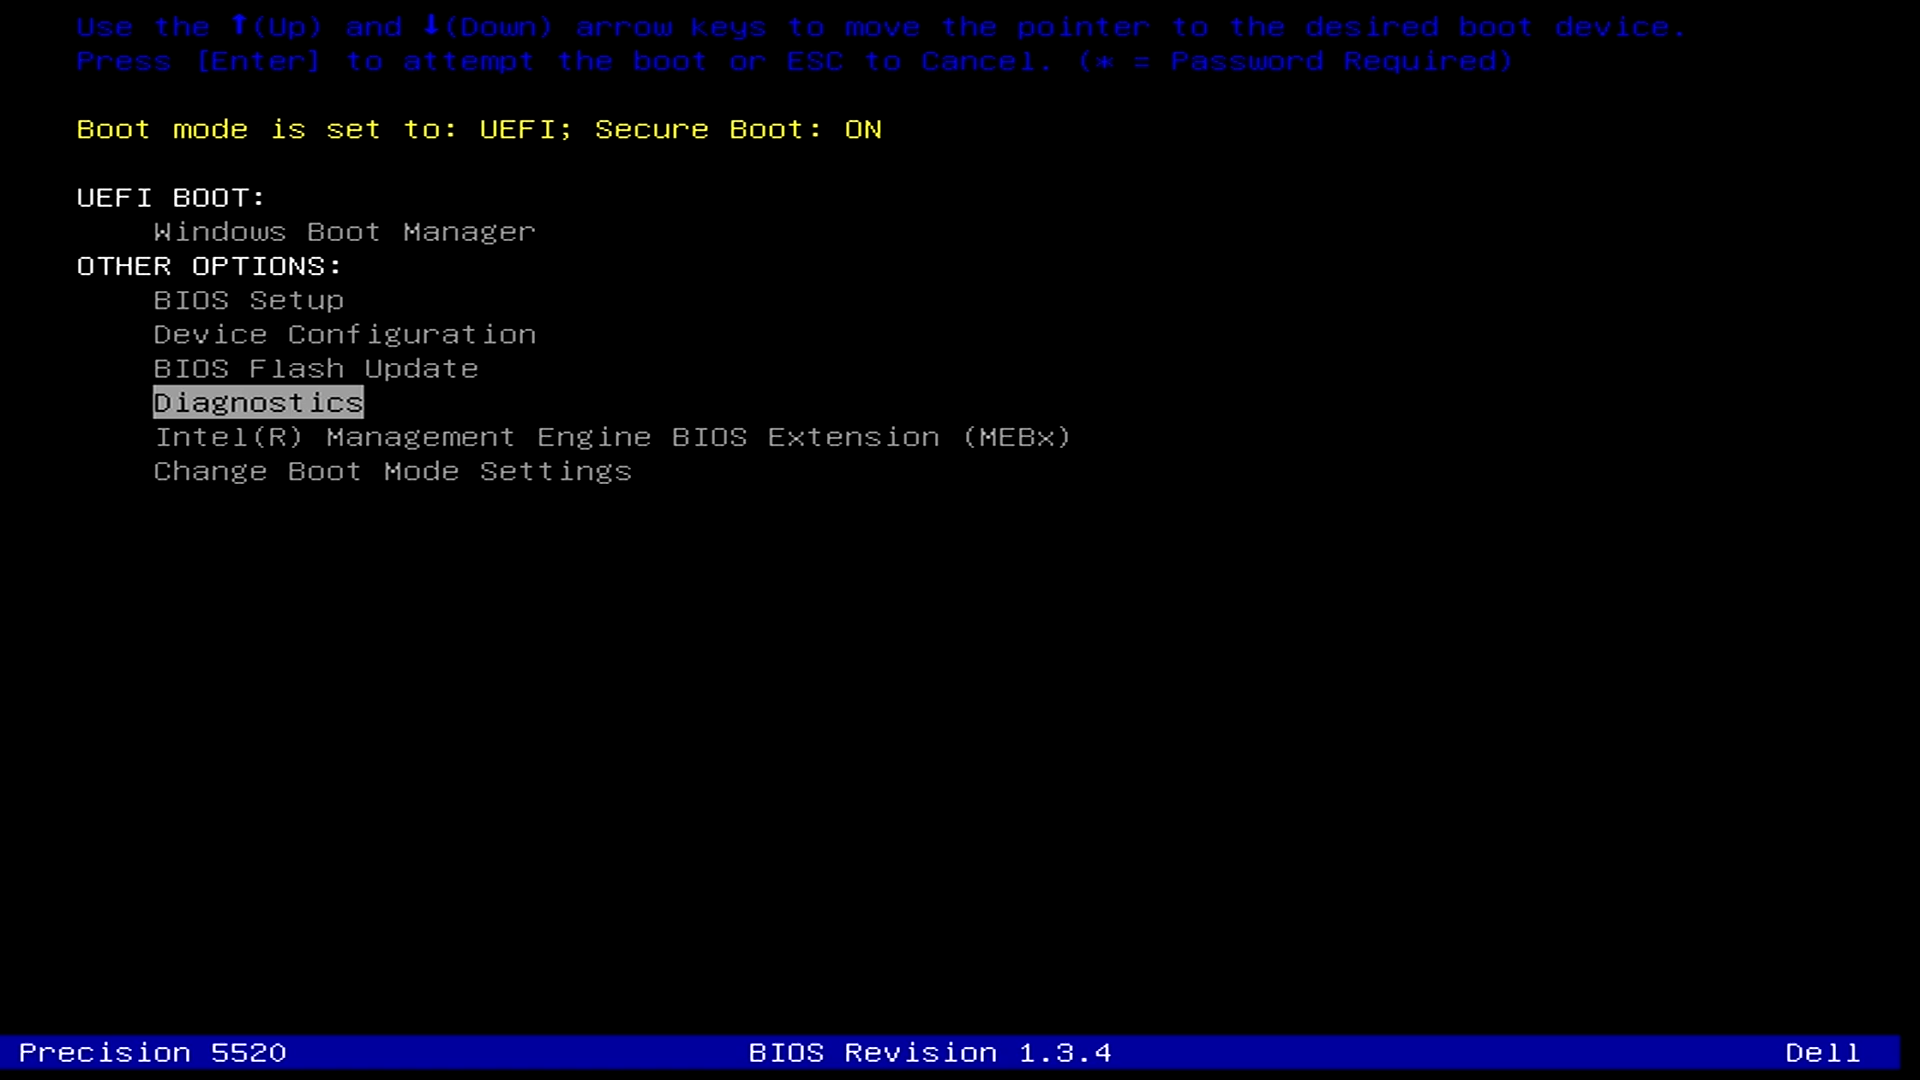 Use the ↑(Up) and ↓(Down) arrow keys to move the pointer to the desired boot device.
Press [Enter] to attempt the boot or ESC to Cancel. (* = Password Required)
Boot mode is set to: UEFI; Secure Boot: ON
UEFI BOOT:
Windows Boot Manager
OTHER OPTIONS:
BIOS Setup
Device Configuration
BIOS Flash Update
Diagnostics
Intel(R) Management Engine BIOS Extension (MEBx)
Change Boot Mode Settings
Precision 5520 BIOS Revision 1.3.4 Dell